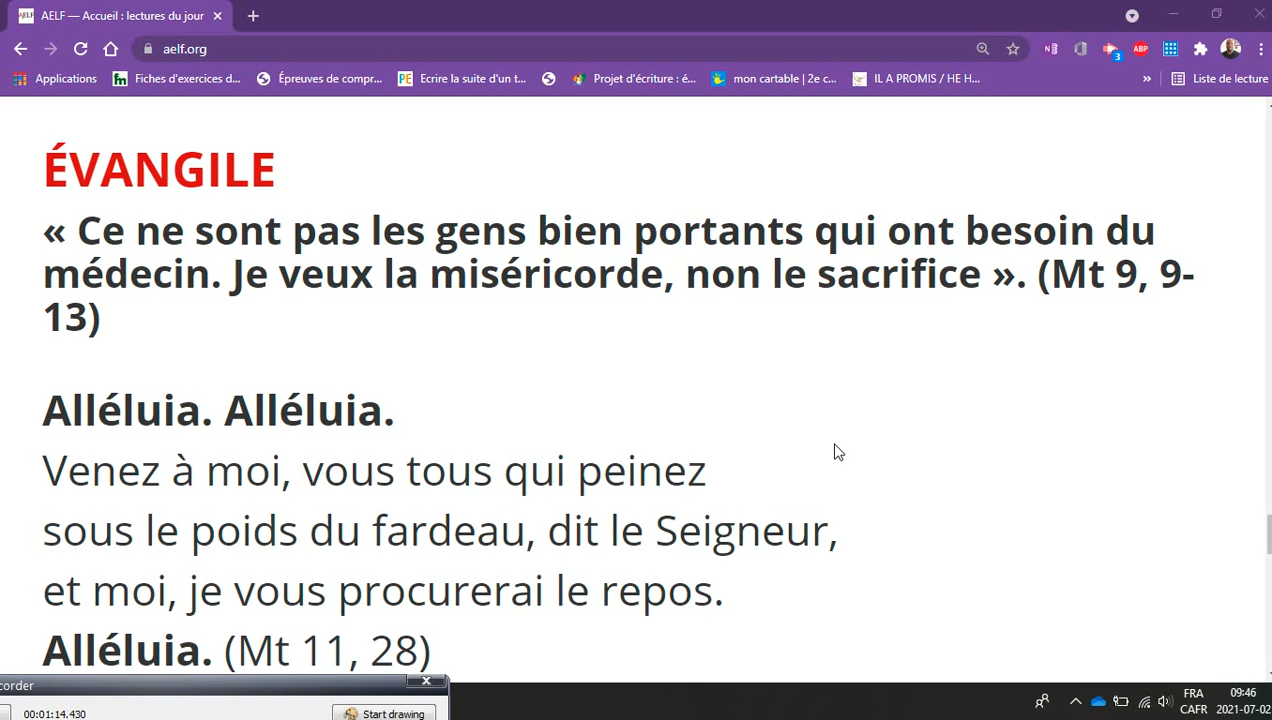 AELF — Accueil : lectures du jour
aelf.org
ABP
3
Applications
Fiches d'exercices d...
Épreuves de compr...
Ecrire la suite d'un t...
Projet d'écriture : é...
mon cartable | 2e c...
IL A PROMIS / HE H...
»
Liste de lecture
ÉVANGILE
« Ce ne sont pas les gens bien portants qui ont besoin du
médecin. Je veux la miséricorde, non le sacrifice ». (Mt 9, 9-
13)
Alléluia. Alléluia.
Venez à moi, vous tous qui peinez
sous le poids du fardeau, dit le Seigneur,
et moi, je vous procurerai le repos.
Alléluia. (Mt 11, 28)
corder
00:01:14.430
Start drawing
FRA
CAFR
09:46
2021-07-02